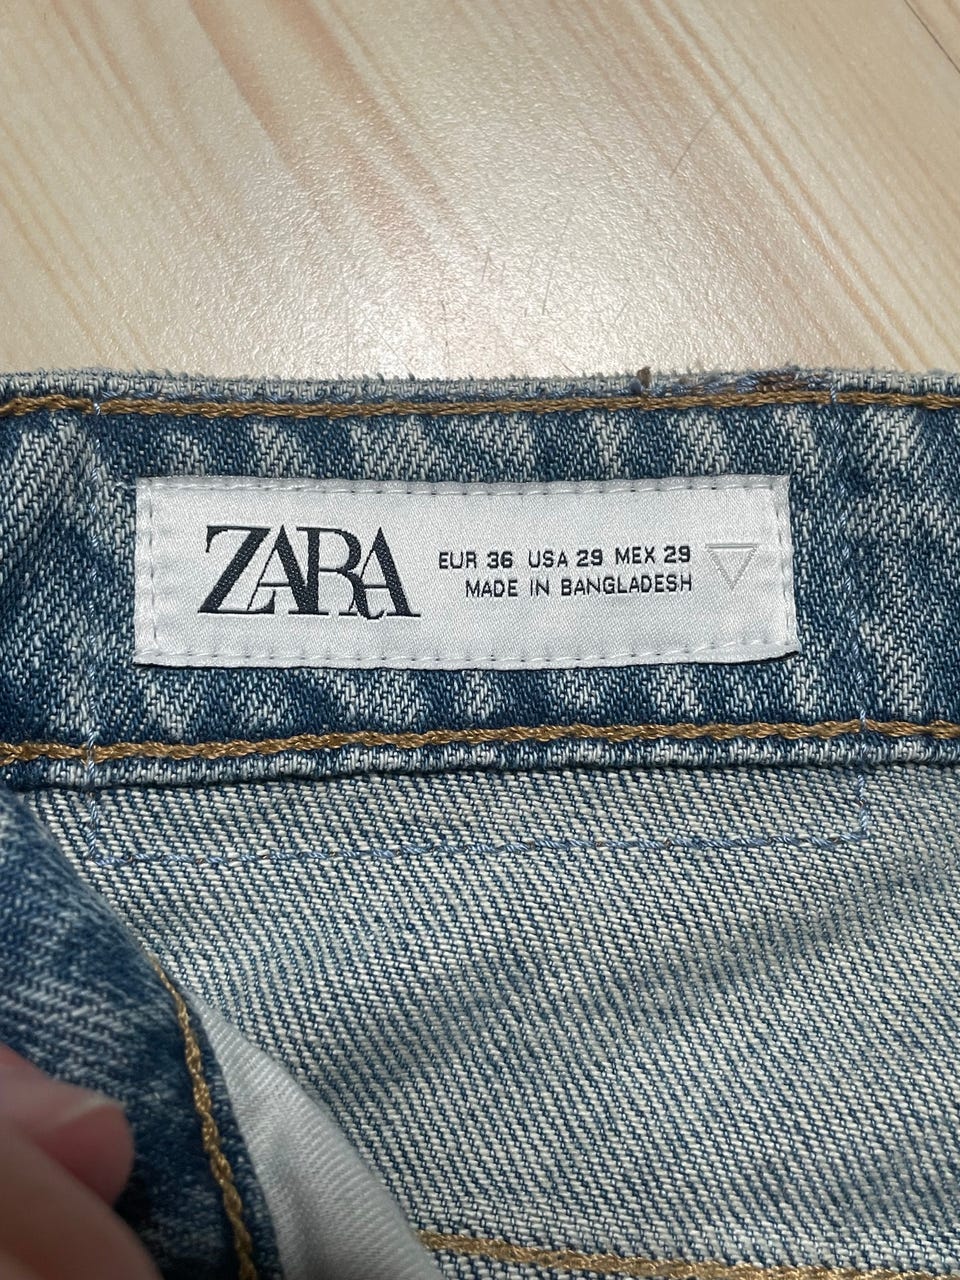 ZARA
EUR 36 USA 29 MEX 29
MADE IN BANGLADESH